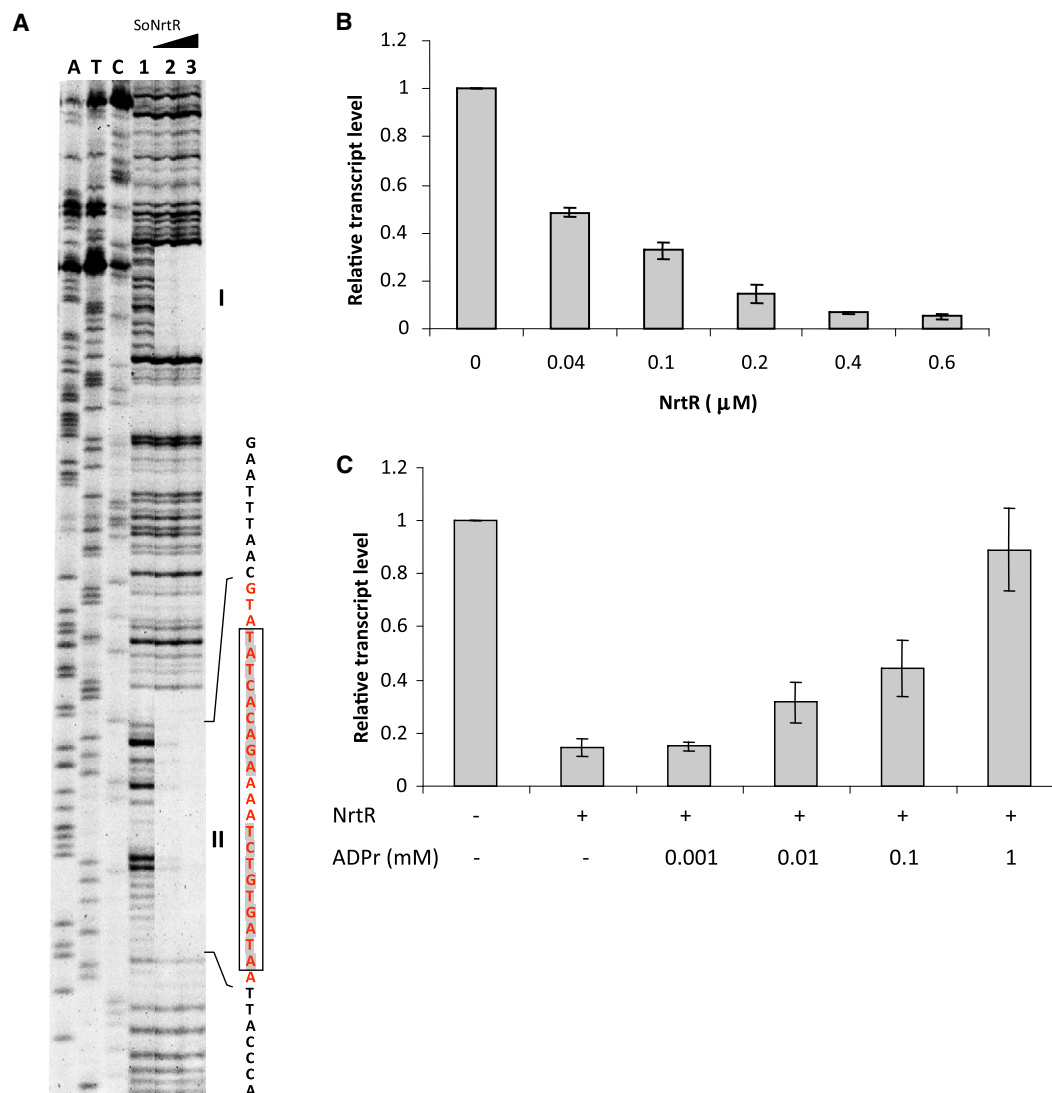 A
SoNrtR
A T C 1 2 3
I
II
GAATTTAACGTATATCACAGAAAATCTGTGATAATTACCCA
B
Relative transcript level
1.2
1
0.8
0.6
0.4
0.2
0
0 0.04 0.1 0.2 0.4 0.6
NrtR ( μM)
C
Relative transcript level
1.2
1
0.8
0.6
0.4
0.2
0
NrtR - + + + + +
ADPr (mM) - - 0.001 0.01 0.1 1